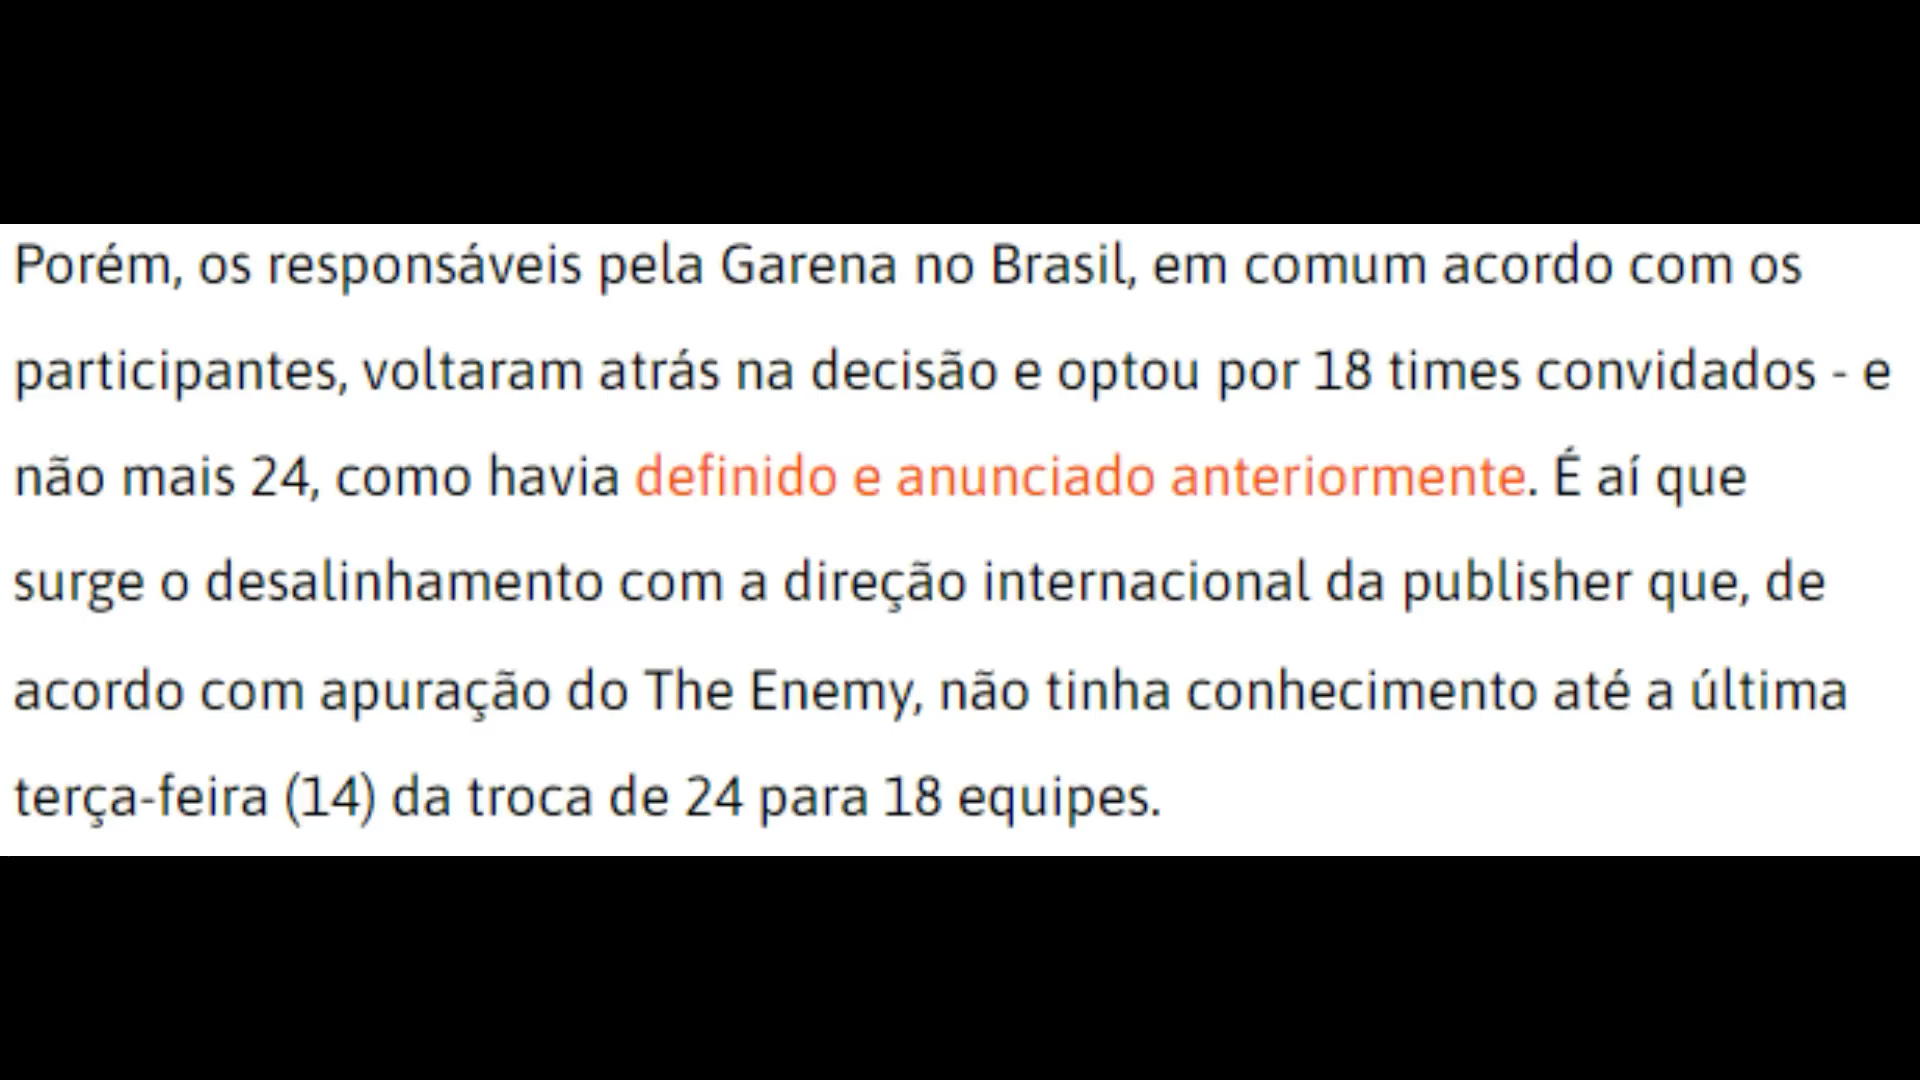 Porém, os responsáveis pela Garena no Brasil, em comum acordo com os
participantes, voltaram atrás na decisão e optou por 18 times convidados - e
não mais 24, como havia definido e anunciado anteriormente. É aí que
surge o desalinhamento com a direção internacional da publisher que, de
acordo com apuração do The Enemy, não tinha conhecimento até a última
terça-feira (14) da troca de 24 para 18 equipes.